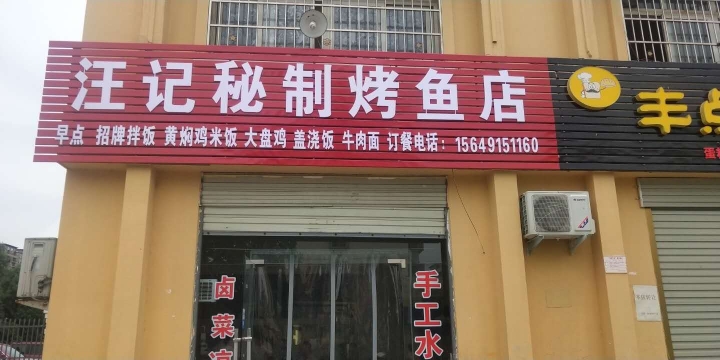 汪记秘制烤鱼店
早点 招牌拌饭 黄焖鸡米饭 大盘鸡 盖浇饭 牛肉面 订餐电话：15649151160
丰点
卤菜凉
手工水